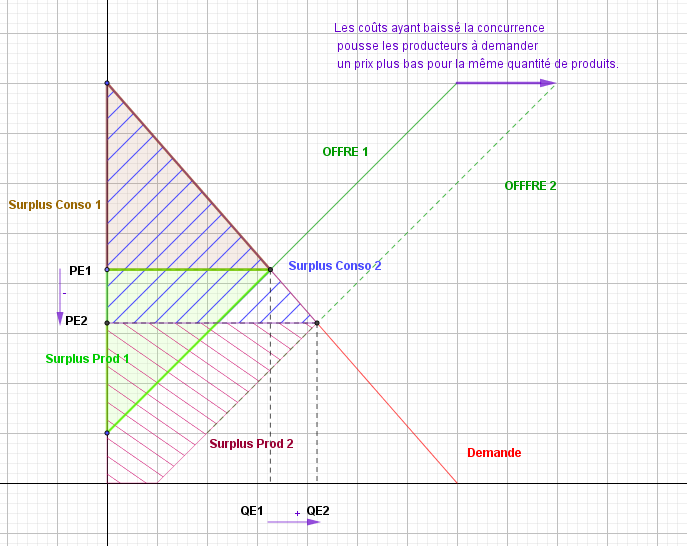 Les coûts ayant baissé la concurrence
pousse les producteurs à demander
un prix plus bas pour la même quantité de produits.
OFFRE 1
OFFFRE 2
Surplus Conso 1
Surplus Conso 2
PE1
-
PE2
Surplus Prod 1
Surplus Prod 2
Demande
QE1 + QE2